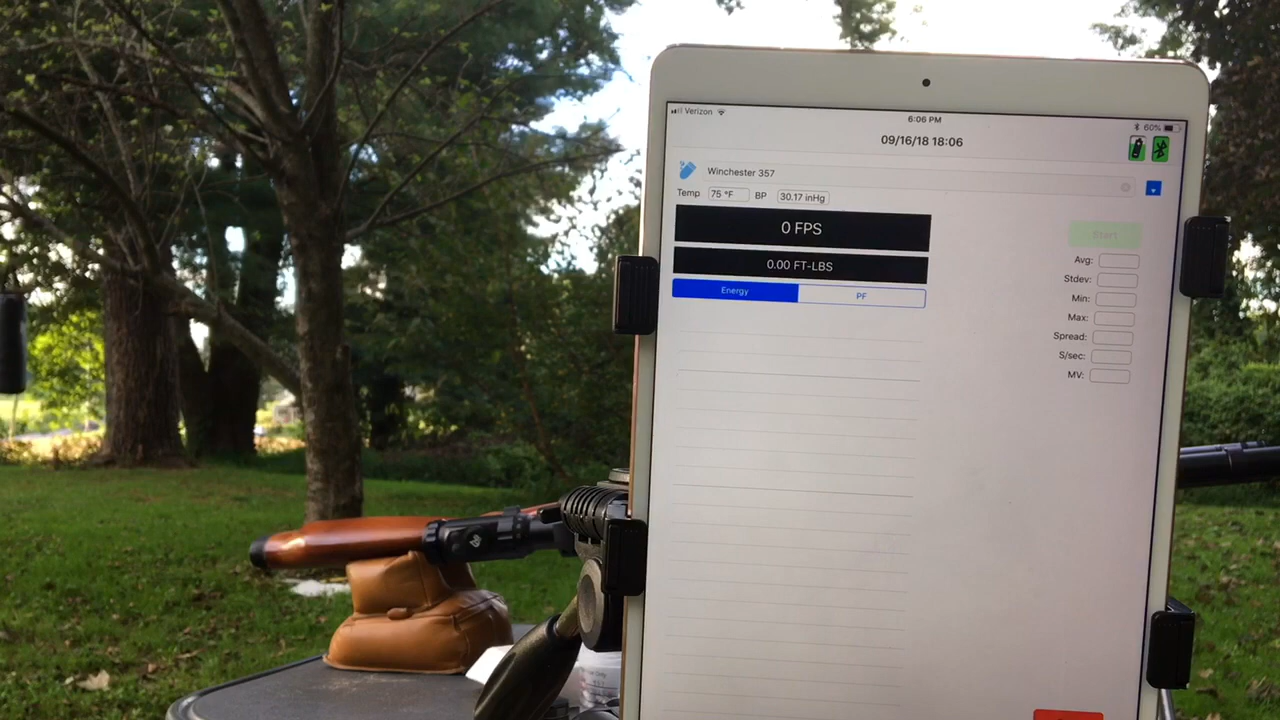 Verizon
6:06 PM
60%
09/16/18 18:06
Winchester 357
Temp 75 °F BP 30.17 inHg
0 FPS
Start
0.00 FT-LBS
Avg:
Stdev:
Energy PF
Min:
Max:
Spread:
S/sec:
MV: